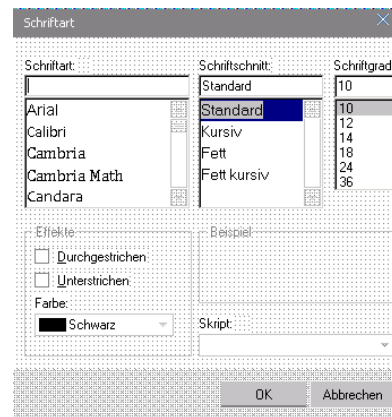 Schriftart
Schriftart: Schriftschnitt: Schriftgrad
Standard 10
Arial Standard 10
Calibri Kursiv 12
Cambria Fett 14
Cambria Math Fett kursiv 18
Candara 24
36
Effekte Beispiel
Durchgestrichen
Unterstrichen
Farbe:
Schwarz Skript:
OK Abbrechen